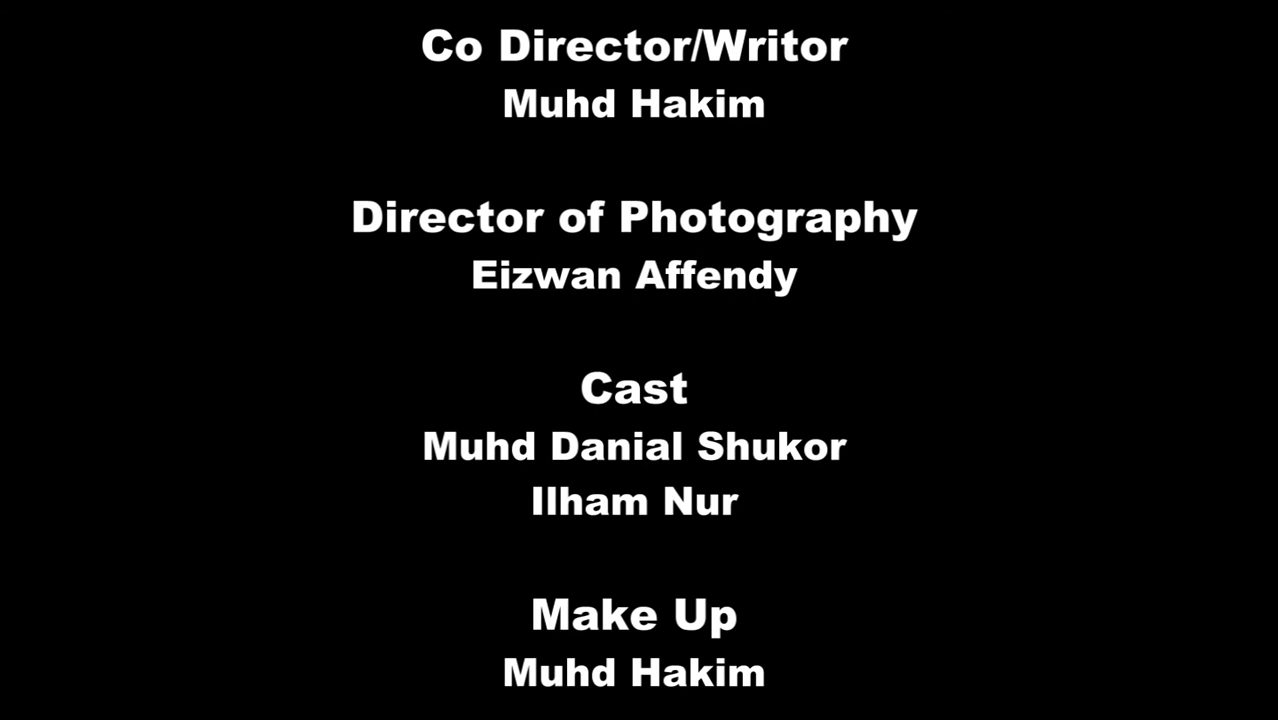 Co Director/Writor
Muhd Hakim
Director of Photography
Eizwan Affendy
Cast
Muhd Danial Shukor
Ilham Nur
Make Up
Muhd Hakim